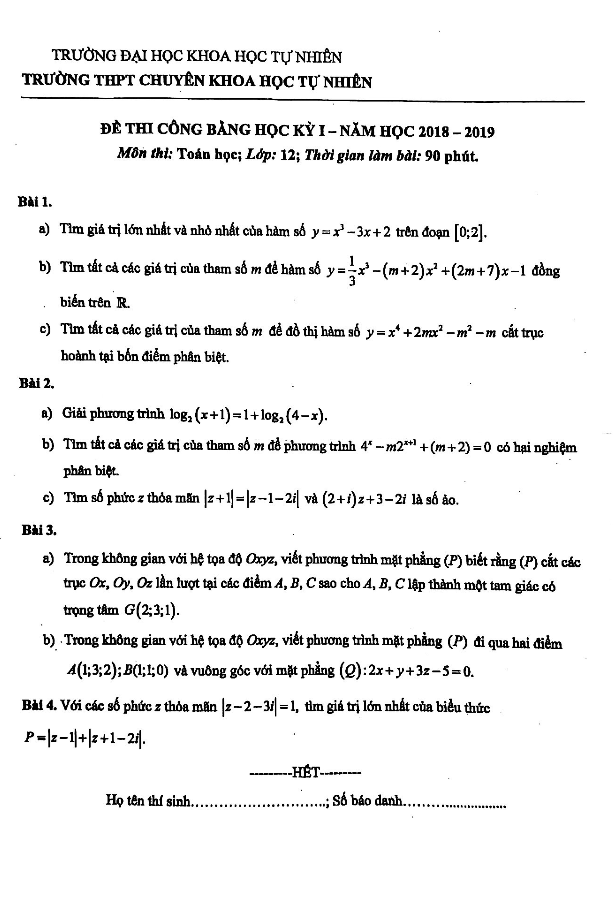 TRƯỜNG ĐẠI HỌC KHOA HỌC TỰ NHIÊN
TRƯỜNG THPT CHUYÊN KHOA HỌC TỰ NHIÊN
ĐỀ THI CÔNG BẰNG HỌC KỲ I – NĂM HỌC 2018 – 2019
Môn thi: Toán học; Lớp: 12; Thời gian làm bài: 90 phút.
Bài 1.
a) Tìm giá trị lớn nhất và nhỏ nhất của hàm số y = x³ − 3x + 2 trên đoạn [0;2].
b) Tìm tất cả các giá trị của tham số m để hàm số y = 1/3 x³ − (m + 2)x² + (2m + 7)x − 1 đồng
biến trên ℝ.
c) Tìm tất cả các giá trị của tham số m để đồ thị hàm số y = x⁴ + 2mx² − m² − m cắt trục
hoành tại bốn điểm phân biệt.
Bài 2.
a) Giải phương trình log₂(x + 1) = 1 + log₂(4 − x).
b) Tìm tất cả các giá trị của tham số m để phương trình 4ˣ − m2ˣ⁺¹ + (m + 2) = 0 có hai nghiệm
phân biệt.
c) Tìm số phức z thỏa mãn |z + 1| = |z − 1 − 2i| và (2 + i)z + 3 − 2i là số ảo.
Bài 3.
a) Trong không gian với hệ tọa độ Oxyz, viết phương trình mặt phẳng (P) biết rằng (P) cắt các
trục Ox, Oy, Oz lần lượt tại các điểm A, B, C sao cho A, B, C lập thành một tam giác có
trọng tâm G(2;3;1).
b) Trong không gian với hệ tọa độ Oxyz, viết phương trình mặt phẳng (P) đi qua hai điểm
A(1;3;2); B(1;1;0) và vuông góc với mặt phẳng (Q): 2x + y + 3z − 5 = 0.
Bài 4. Với các số phức z thỏa mãn |z − 2 − 3i| = 1, tìm giá trị lớn nhất của biểu thức
P = |z − 1| + |z + 1 − 2i|.
---------HẾT---------
Họ tên thí sinh..............................; Số báo danh.......................